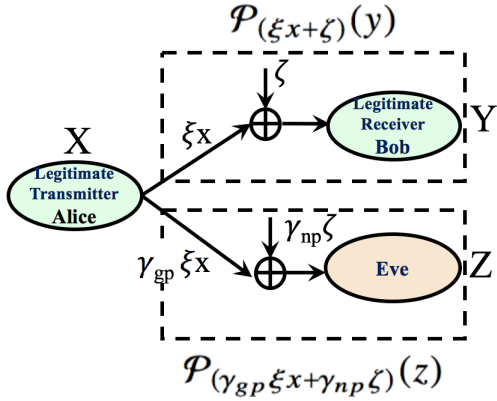 𝒫(ξx+ζ)(y)
ζ
X
Legitimate
Transmitter
Alice
ξx
Legitimate
Receiver
Bob
Y
γgp ξx
γnpζ
Eve
Z
𝒫(γgpξx+γnpζ)(z)